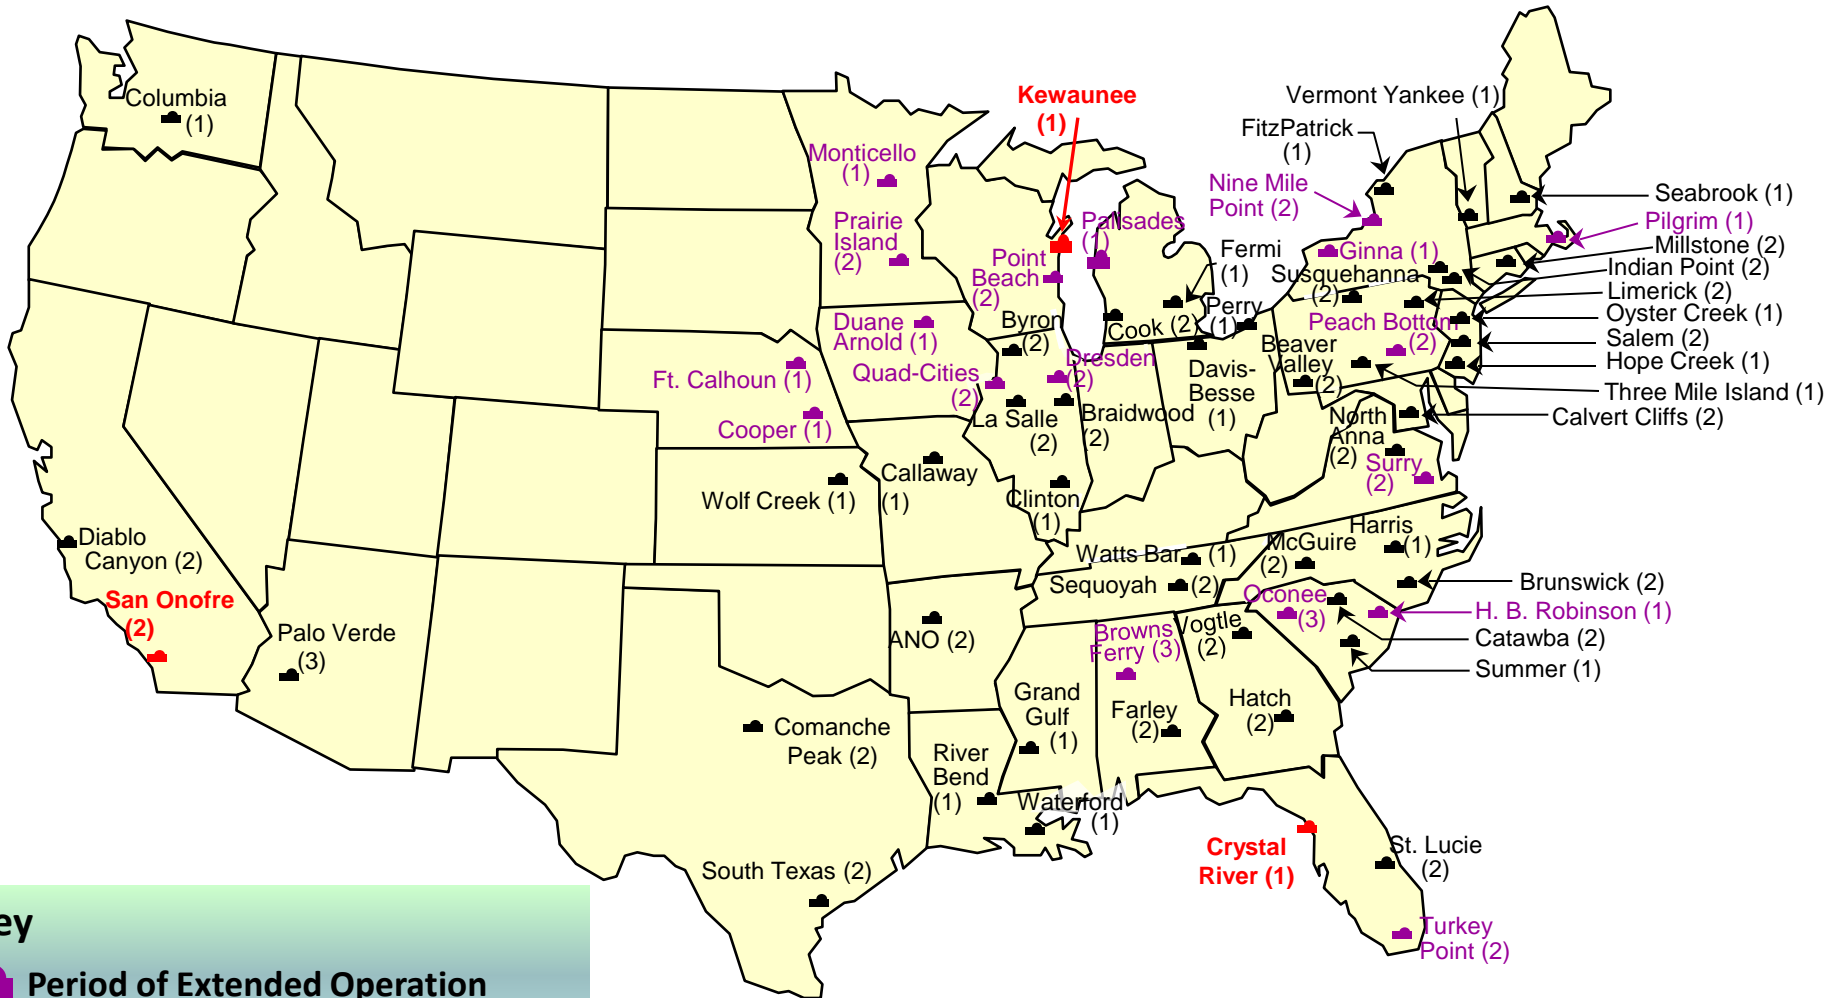 Columbia
(1)
Kewaunee
(1)
Vermont Yankee (1)
FitzPatrick
(1)
Monticello
(1)
Nine Mile
Point (2)
Seabrook (1)
Pilgrim (1)
Prairie
Island
(2)
Palisades
(1)
Point
Beach
(2)
Fermi
(1)
Ginna (1)
Millstone (2)
Susquehanna
(2)
Indian Point (2)
Limerick (2)
Oyster Creek (1)
Duane
Arnold (1)
Byron
(2)
Cook (2)
Perry
(1)
Peach Bottom
(2)
Salem (2)
Hope Creek (1)
Beaver
Valley
(2)
Ft. Calhoun (1)
Quad-Cities
(2)
Dresden
(2)
Davis-
Besse
(1)
Three Mile Island (1)
Calvert Cliffs (2)
Cooper (1)
La Salle
(2)
Braidwood
(2)
North
Anna
(2)
Surry
(2)
Callaway
(1)
Wolf Creek (1)
Clinton
(1)
Diablo
Canyon (2)
Harris
(1)
Watts Bar (1)
McGuire
(2)
Sequoyah (2)
Brunswick (2)
San Onofre
(2)
Oconee
(3)
H. B. Robinson (1)
Palo Verde
(3)
ANO (2)
Browns
Ferry (3)
Vogtle
(2)
Catawba (2)
Summer (1)
Grand
Gulf
(1)
Farley
(2)
Hatch
(2)
Comanche
Peak (2)
River
Bend
(1)
Waterford
(1)
Crystal
River (1)
St. Lucie
(2)
South Texas (2)
Turkey
Point (2)
ey
Period of Extended Operation